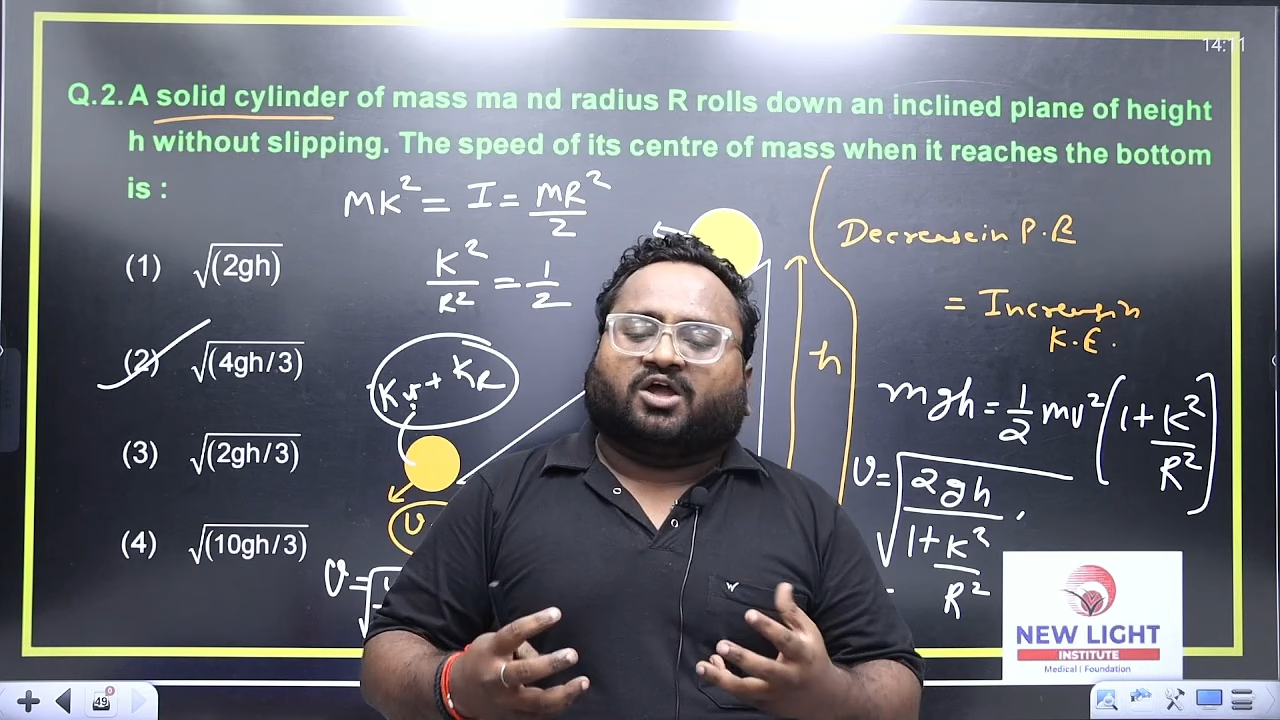 14:11
Q.2. A solid cylinder of mass ma nd radius R rolls down an inclined plane of height
h without slipping. The speed of its centre of mass when it reaches the bottom
is :
(1) √(2gh)
(2) √(4gh/3)
(3) √(2gh/3)
(4) √(10gh/3)
MK² = I = MR²/2
K²/R² = 1/2
+ KR
h
υ
υ =
Decrease in P.E
= Increase in
K.E.
mgh = 1/2 mv² (1 + K²/R²)
υ = √(2gh / (1 + K²/R²))
NEW LIGHT
INSTITUTE
Medical | Foundation
49
0